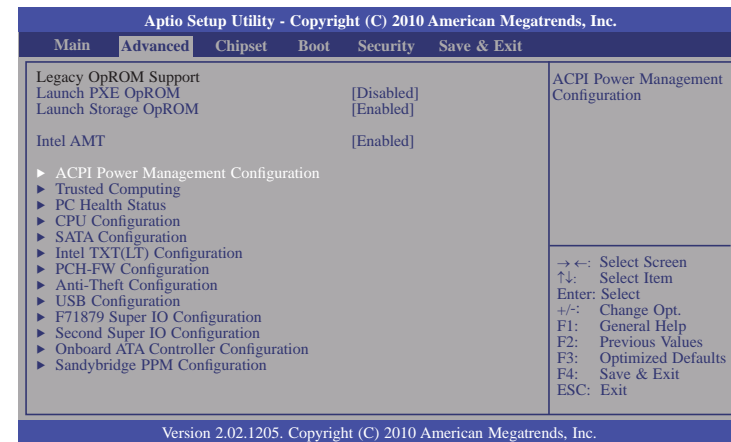 Aptio Setup Utility - Copyright (C) 2010 American Megatrends, Inc.
Main Advanced Chipset Boot Security Save & Exit
Legacy OpROM Support
Launch PXE OpROM [Disabled]
Launch Storage OpROM [Enabled]
Intel AMT [Enabled]
► ACPI Power Management Configuration
► Trusted Computing
► PC Health Status
► CPU Configuration
► SATA Configuration
► Intel TXT(LT) Configuration
► PCH-FW Configuration
► Anti-Theft Configuration
► USB Configuration
► F71879 Super IO Configuration
► Second Super IO Configuration
► Onboard ATA Controller Configuration
► Sandybridge PPM Configuration
ACPI Power Management
Configuration
→←: Select Screen
↑↓: Select Item
Enter: Select
+/-: Change Opt.
F1: General Help
F2: Previous Values
F3: Optimized Defaults
F4: Save & Exit
ESC: Exit
Version 2.02.1205. Copyright (C) 2010 American Megatrends, Inc.